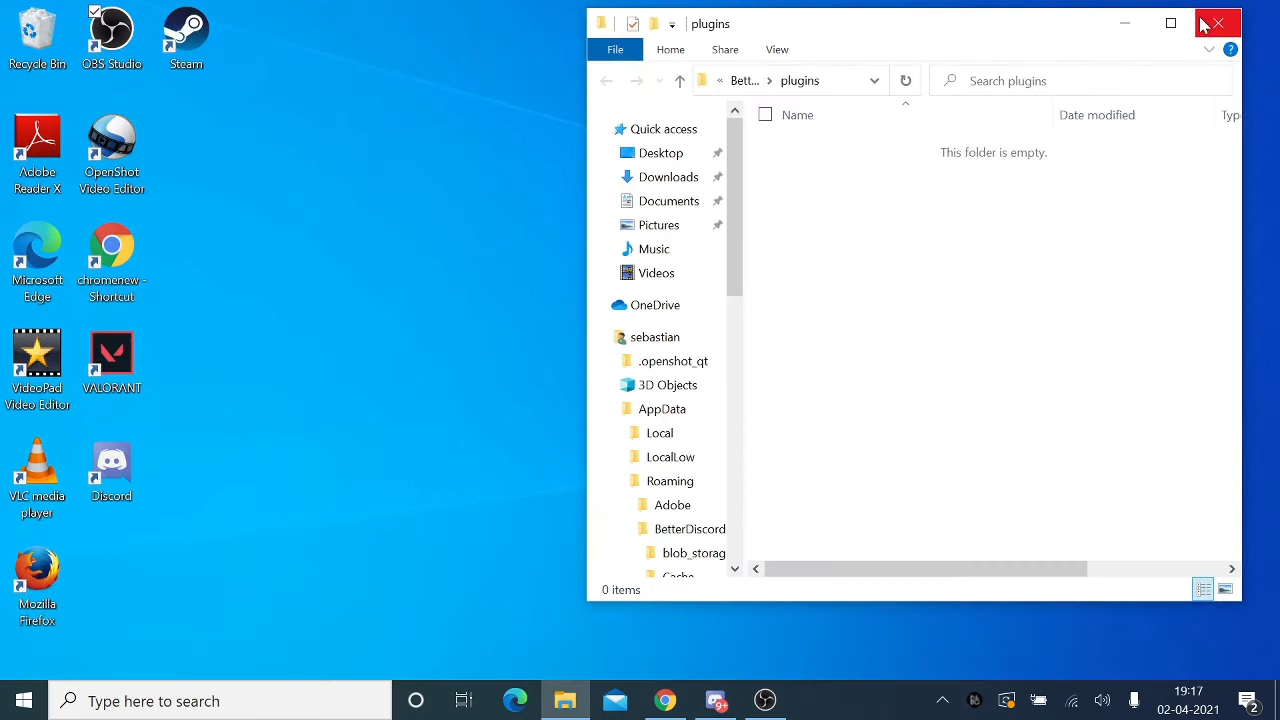 Recycle Bin
OBS Studio
Steam
Adobe
Reader X
OpenShot
Video Editor
Microsoft
Edge
chromenew -
Shortcut
VideoPad
Video Editor
VALORANT
VLC media
player
Discord
Mozilla
Firefox
plugins
File
Home
Share
View
« Bett... > plugins
Search plugins
Name
Date modified
Typ
This folder is empty.
Quick access
Desktop
Downloads
Documents
Pictures
Music
Videos
OneDrive
sebastian
.openshot_qt
3D Objects
AppData
Local
LocalLow
Roaming
Adobe
BetterDiscord
blob_storag
Cache
0 items
Type here to search
9+
19:17
02-04-2021
2